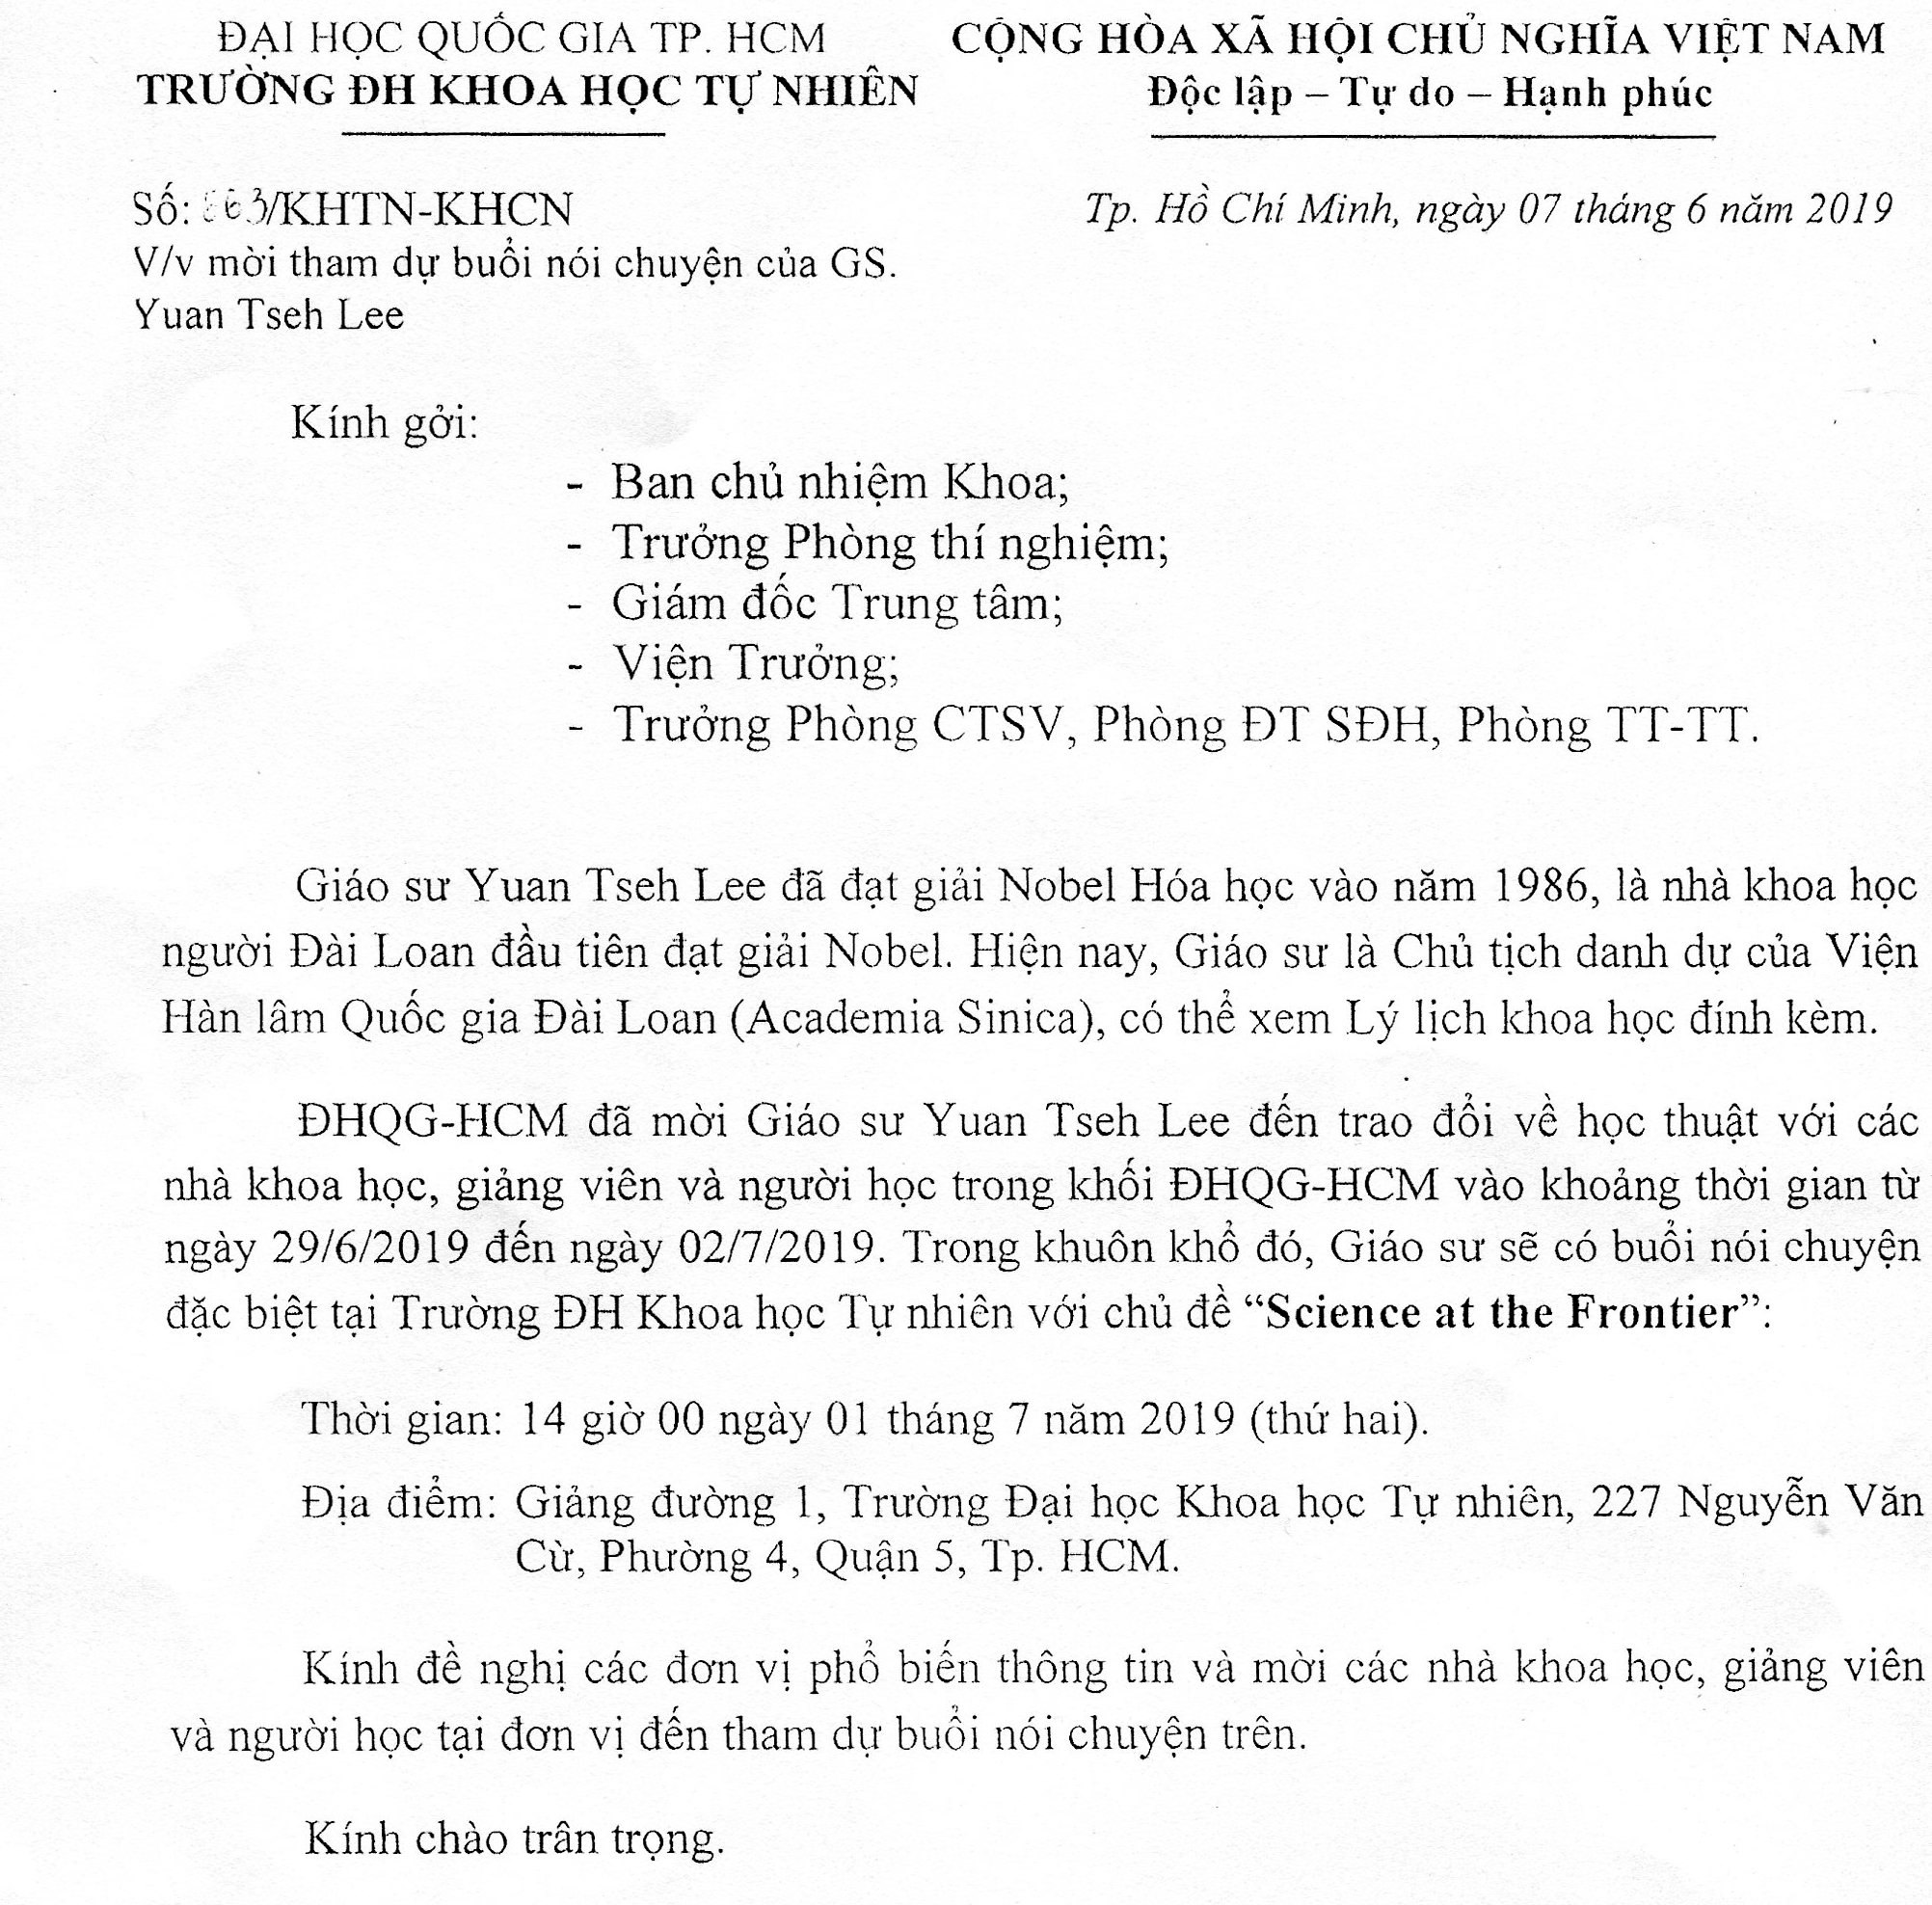 ĐẠI HỌC QUỐC GIA TP. HCM
TRƯỜNG ĐH KHOA HỌC TỰ NHIÊN
CỘNG HÒA XÃ HỘI CHỦ NGHĨA VIỆT NAM
Độc lập – Tự do – Hạnh phúc
Số: /KHTN-KHCN
V/v mời tham dự buổi nói chuyện của GS.
Yuan Tseh Lee
Tp. Hồ Chí Minh, ngày 07 tháng 6 năm 2019
Kính gởi:
- Ban chủ nhiệm Khoa;
- Trưởng Phòng thí nghiệm;
- Giám đốc Trung tâm;
- Viện Trưởng;
- Trưởng Phòng CTSV, Phòng ĐT SĐH, Phòng TT-TT.
Giáo sư Yuan Tseh Lee đã đạt giải Nobel Hóa học vào năm 1986, là nhà khoa học
người Đài Loan đầu tiên đạt giải Nobel. Hiện nay, Giáo sư là Chủ tịch danh dự của Viện
Hàn lâm Quốc gia Đài Loan (Academia Sinica), có thể xem Lý lịch khoa học đính kèm.
ĐHQG-HCM đã mời Giáo sư Yuan Tseh Lee đến trao đổi về học thuật với các
nhà khoa học, giảng viên và người học trong khối ĐHQG-HCM vào khoảng thời gian từ
ngày 29/6/2019 đến ngày 02/7/2019. Trong khuôn khổ đó, Giáo sư sẽ có buổi nói chuyện
đặc biệt tại Trường ĐH Khoa học Tự nhiên với chủ đề “Science at the Frontier”:
Thời gian: 14 giờ 00 ngày 01 tháng 7 năm 2019 (thứ hai).
Địa điểm: Giảng đường 1, Trường Đại học Khoa học Tự nhiên, 227 Nguyễn Văn
Cừ, Phường 4, Quận 5, Tp. HCM.
Kính đề nghị các đơn vị phổ biến thông tin và mời các nhà khoa học, giảng viên
và người học tại đơn vị đến tham dự buổi nói chuyện trên.
Kính chào trân trọng.